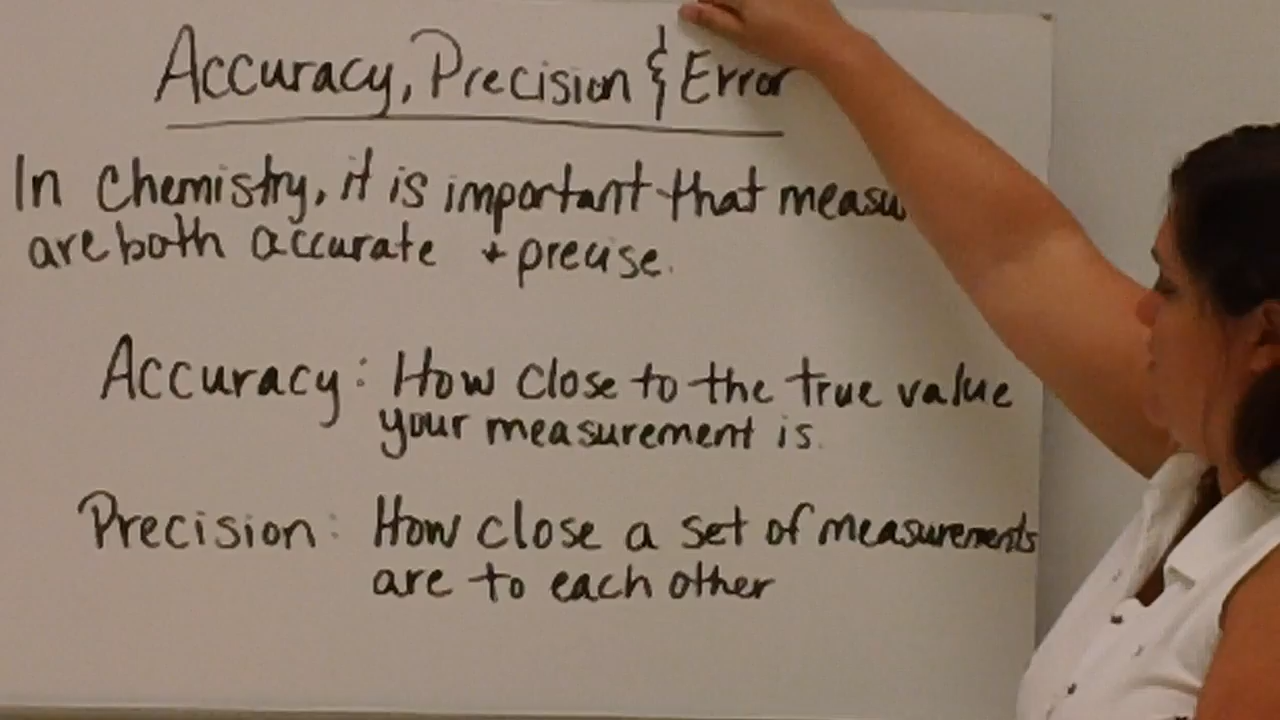 Accuracy, Precision & Error
In Chemistry, it is important that measu
are both accurate + precise.
Accuracy: How close to the true value
your measurement is.
Precision: How close a set of measurements
are to each other